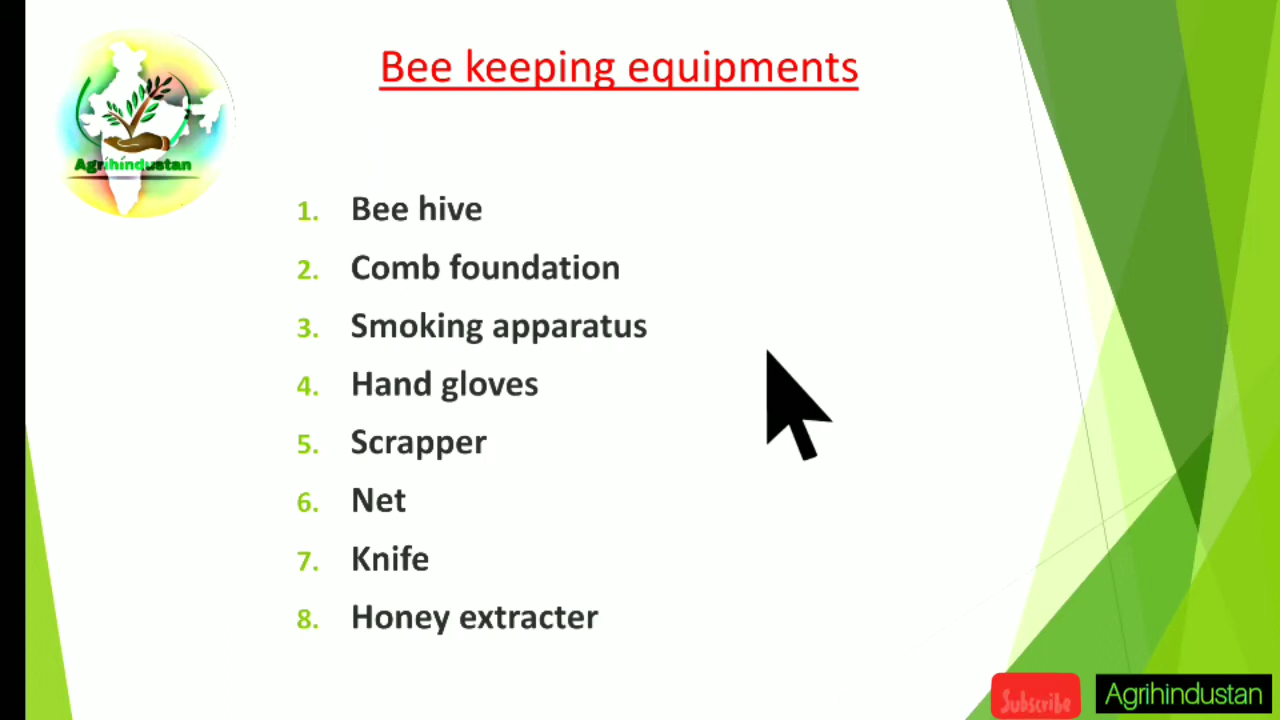 Bee keeping equipments
Agrihindustan
1. Bee hive
2. Comb foundation
3. Smoking apparatus
4. Hand gloves
5. Scrapper
6. Net
7. Knife
8. Honey extracter
Subscribe
Agrihindustan